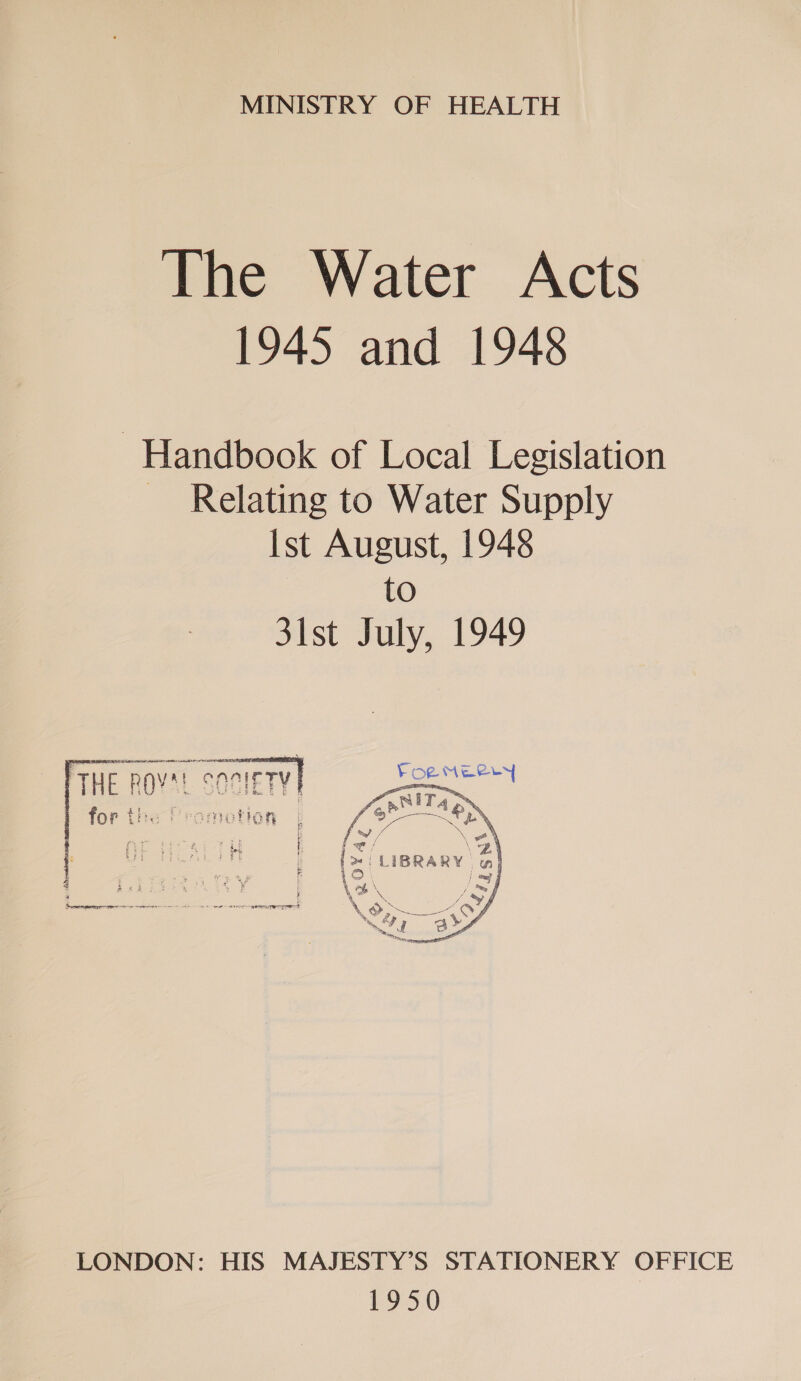 MINISTRY OF HEALTH
The Water Acts
1945 and 1948
Handbook of Local Legislation
Relating to Water Supply
1st August, 1948
to
31st July, 1949
THE ROYAL SOCIETY
for the Promotion
OF HEALTH
LIBRARY
FORMERLY
THE ROYAL SANITARY INSTITUTE
LIBRARY
LONDON: HIS MAJESTY'S STATIONERY OFFICE
1950